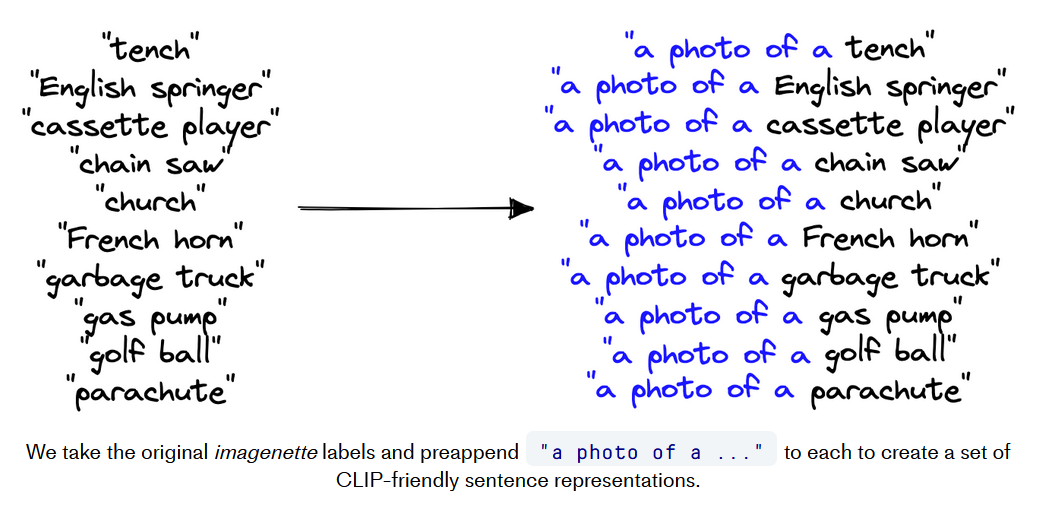 "tench"
"English springer"
"cassette player"
"chain saw"
"church"
"French horn"
"garbage truck"
"gas pump"
"golf ball"
"parachute"
"a photo of a tench"
"a photo of a English springer"
"a photo of a cassette player"
"a photo of a chain saw"
"a photo of a church"
"a photo of a French horn"
"a photo of a garbage truck"
"a photo of a gas pump"
"a photo of a golf ball"
"a photo of a parachute"
We take the original imagenette labels and preappend "a photo of a ..." to each to create a set of
CLIP-friendly sentence representations.